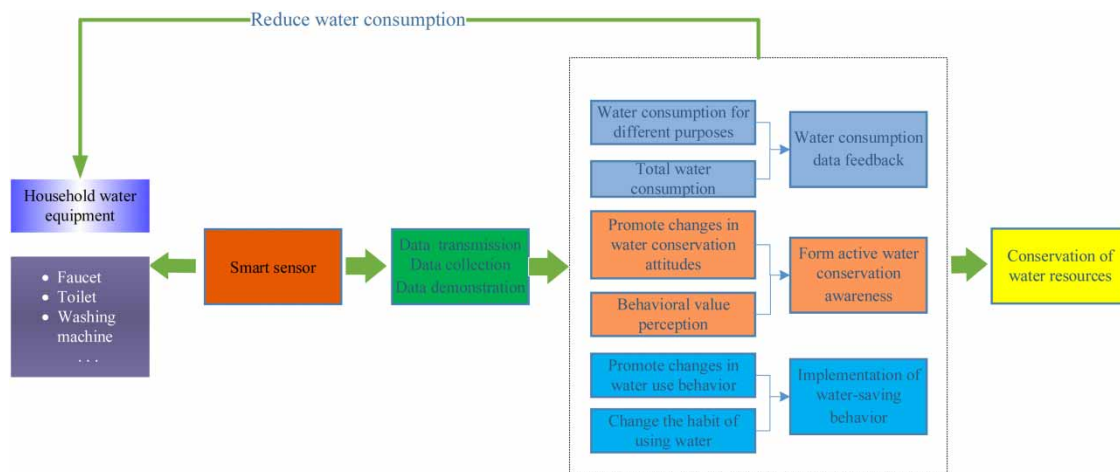 Reduce water consumption
Household water
equipment
• Faucet
• Toilet
• Washing
machine
. . .
Smart sensor
Data transmission
Data collection
Data demonstration
Water consumption for
different purposes
Total water
consumption
Water consumption
data feedback
Promote changes in
water conservation
attitudes
Behavioral value
perception
Form active water
conservation
awareness
Promote changes in
water use behavior
Change the habit of
using water
Implementation of
water-saving
behavior
Conservation of
water resources